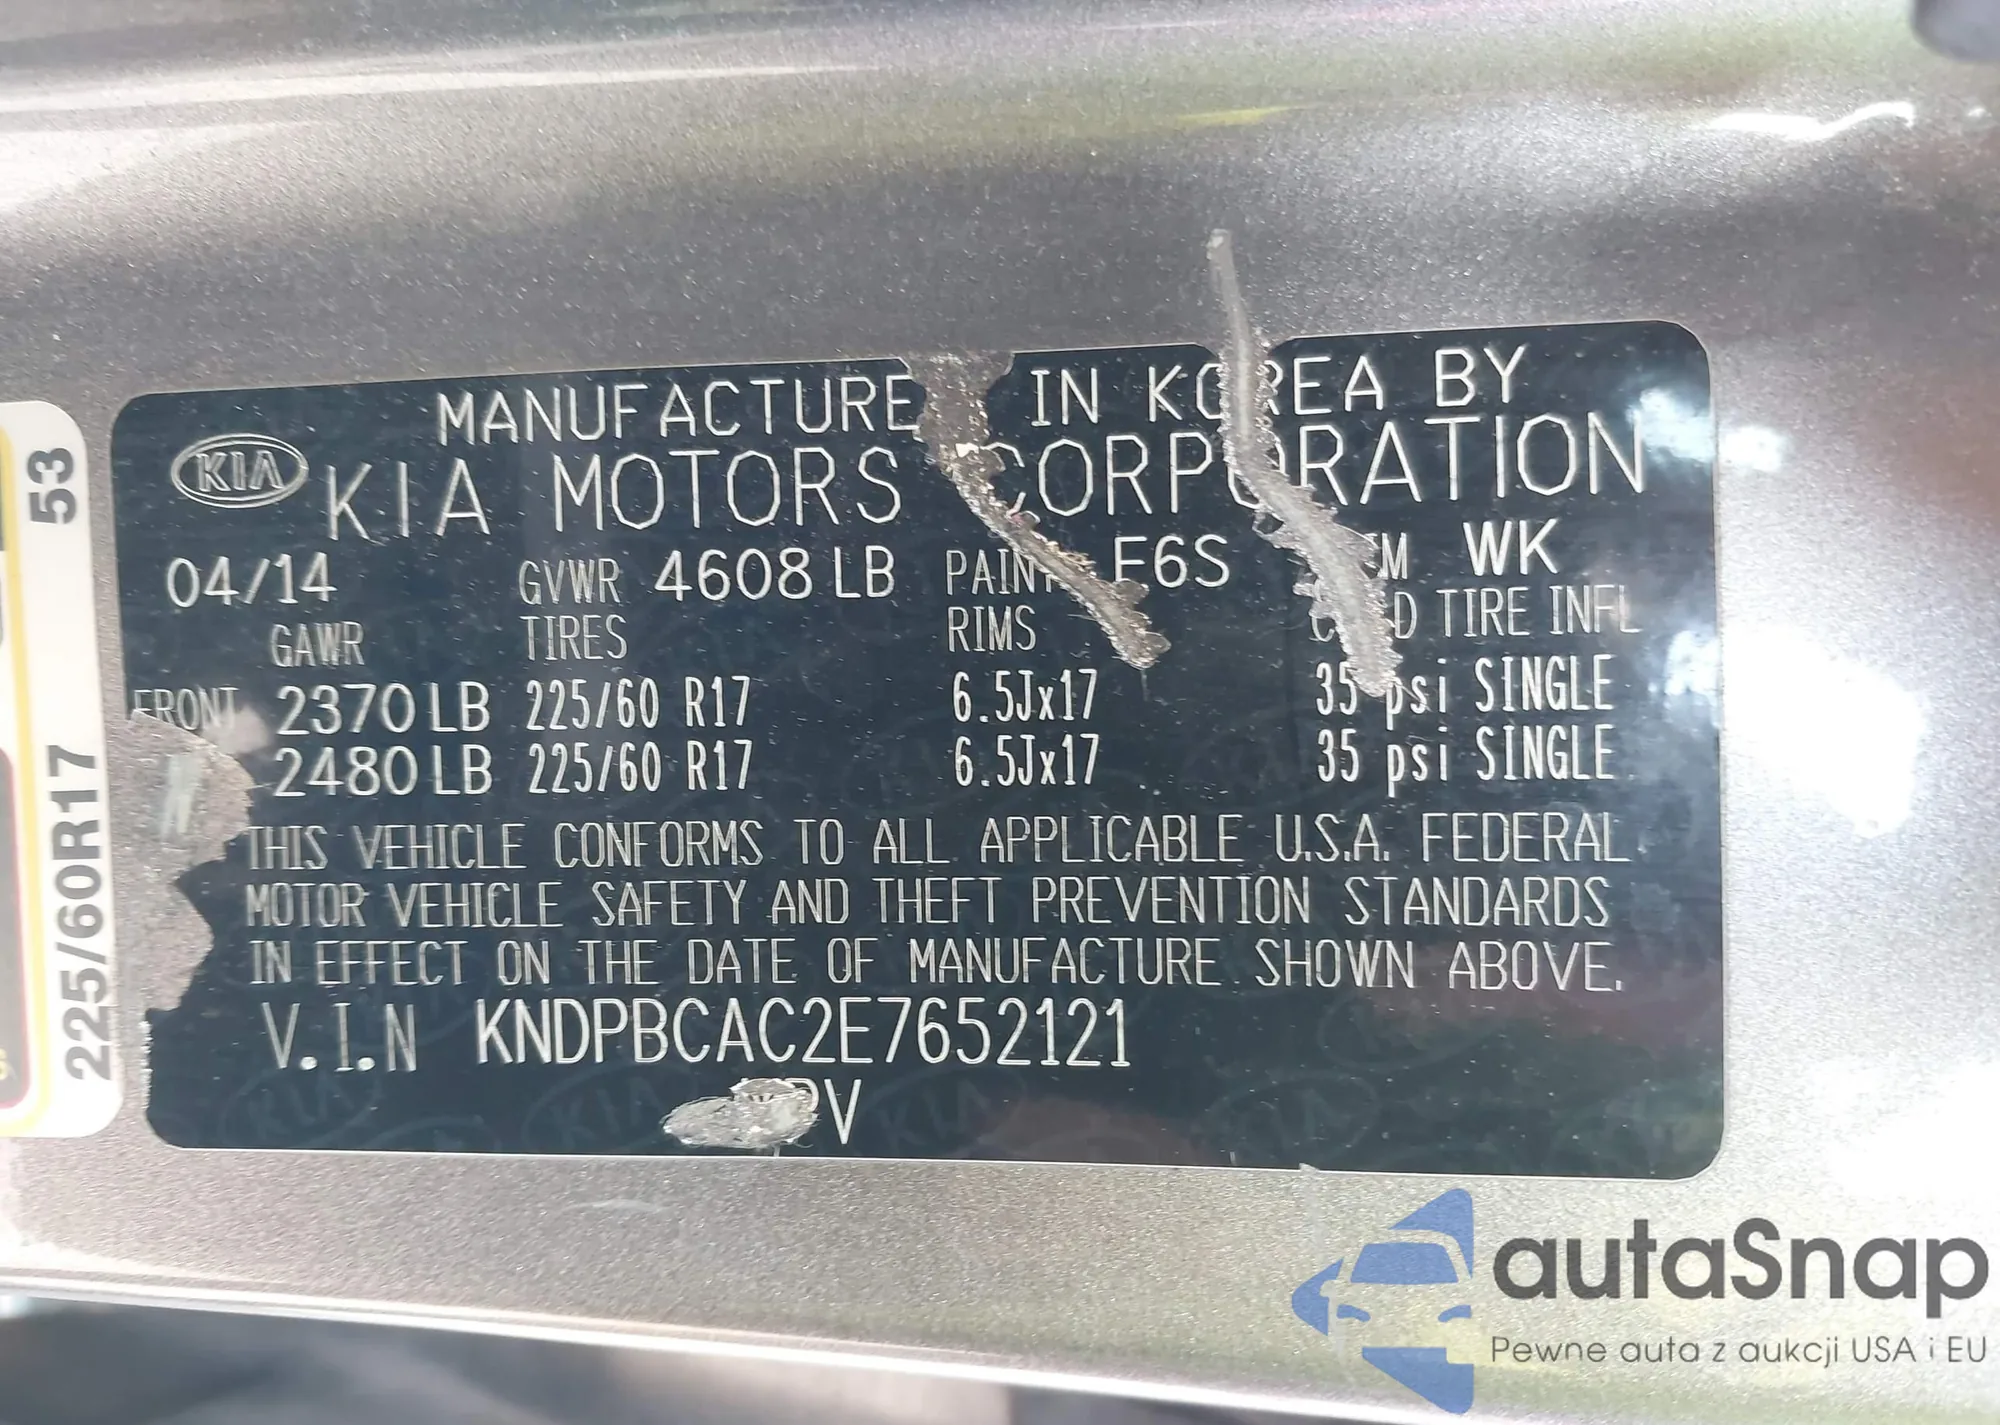 MANUFACTURE IN KOREA BY
KIA
KIA MOTORS CORPORATION
04/14 GVWR 4608 LB PAINT F6S WK
GAWR TIRES RIMS TIRE INFL
FRONT 2370 LB 225/60 R17 6.5Jx17 35 psi SINGLE
2480 LB 225/60 R17 6.5Jx17 35 psi SINGLE
THIS VEHICLE CONFORMS TO ALL APPLICABLE U.S.A. FEDERAL
MOTOR VEHICLE SAFETY AND THEFT PREVENTION STANDARDS
IN EFFECT ON THE DATE OF MANUFACTURE SHOWN ABOVE.
V.I.N KNDPBCAC2E7652121
225/60R17 53
autaSnap
Pewne auta z aukcji USA i EU